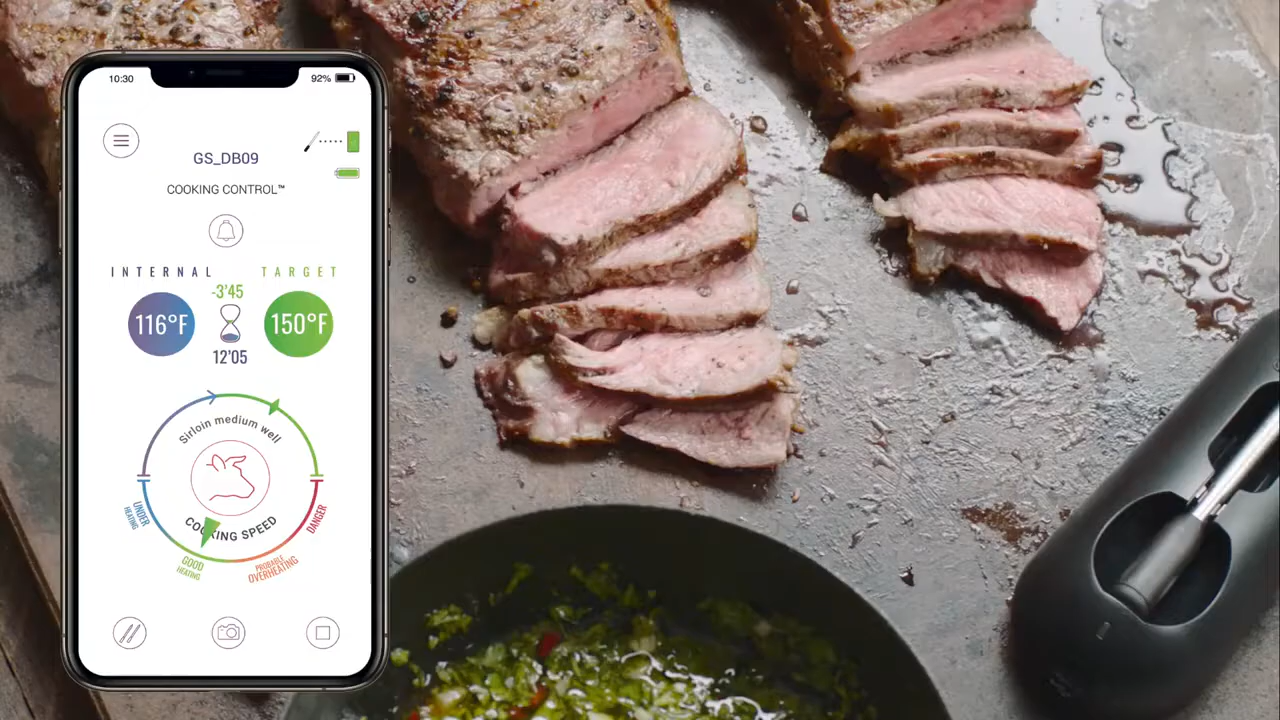 10:30
92%
GS_DB09
COOKING CONTROL™
INTERNAL
TARGET
-3'45
116°F
150°F
12'05
Sirloin medium well
COOKING SPEED
UNDER
HEATING
GOOD
HEATING
PROBABLE
OVERHEATING
DANGER